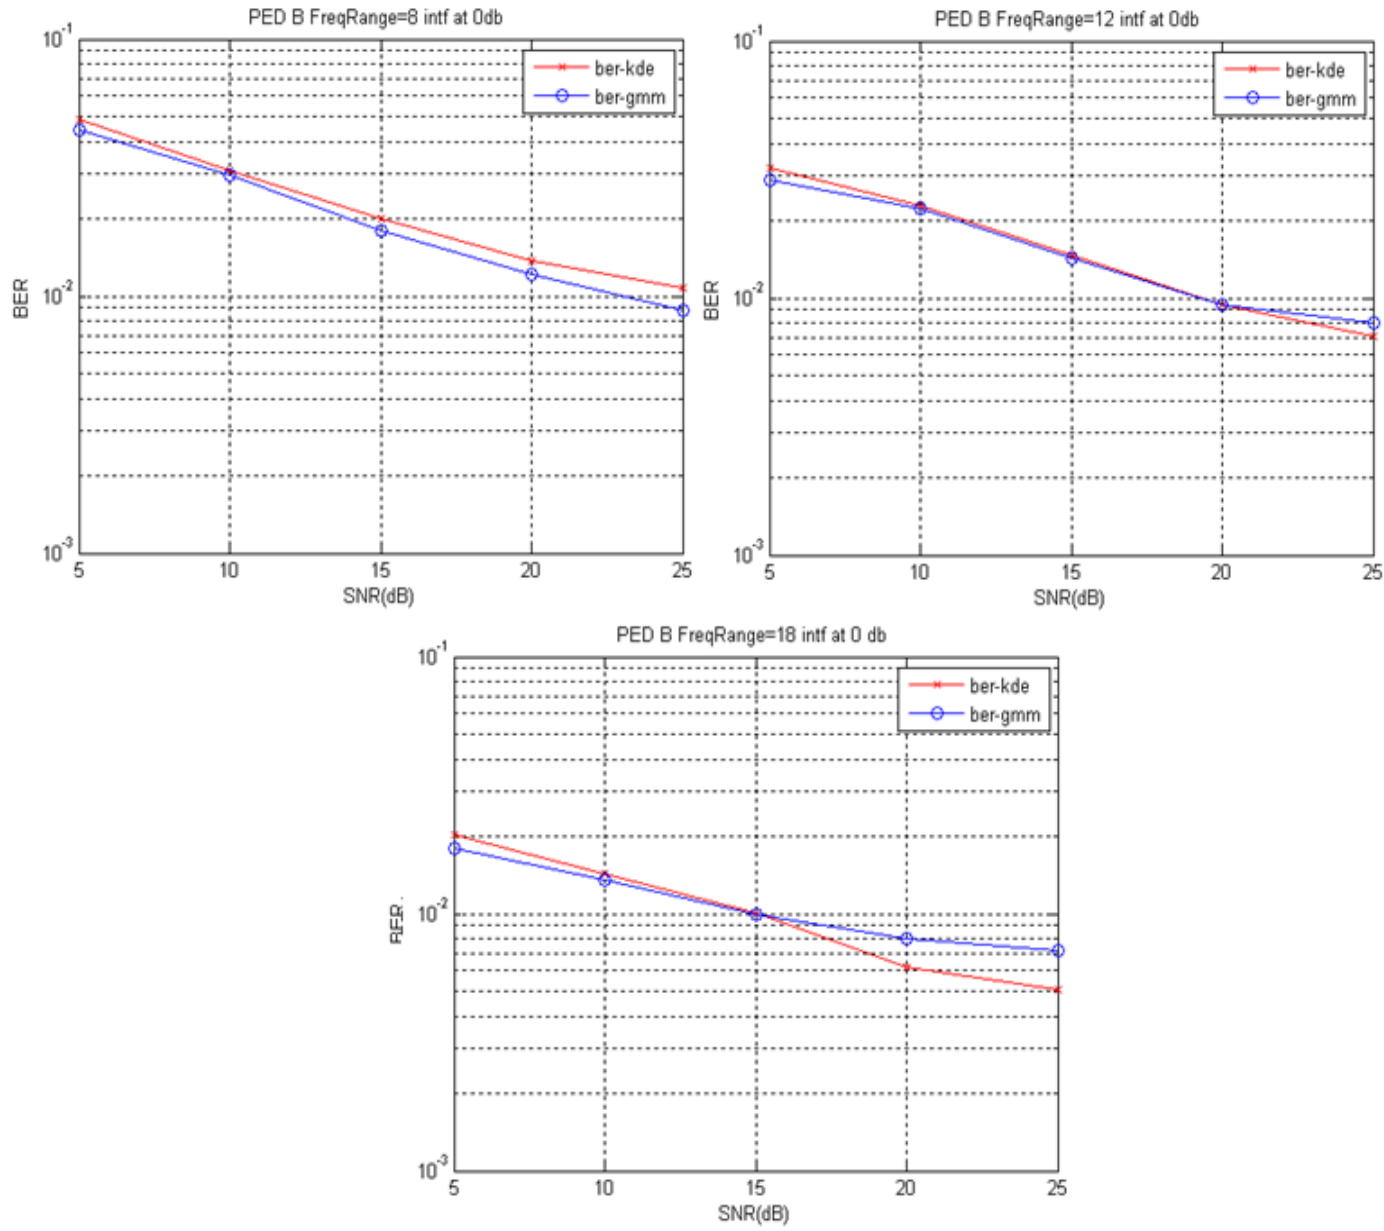 PED B FreqRange=8 intf at 0db
10^-1
ber-kde
ber-gmm
BER
10^-2
10^-3
5 10 15 20 25
SNR(dB)
PED B FreqRange=12 intf at 0db
10^-1
ber-kde
ber-gmm
BER
10^-2
10^-3
5 10 15 20 25
SNR(dB)
PED B FreqRange=18 intf at 0 db
10^-1
ber-kde
ber-gmm
10^-2
10^-3
5 10 15 20 25
SNR(dB)